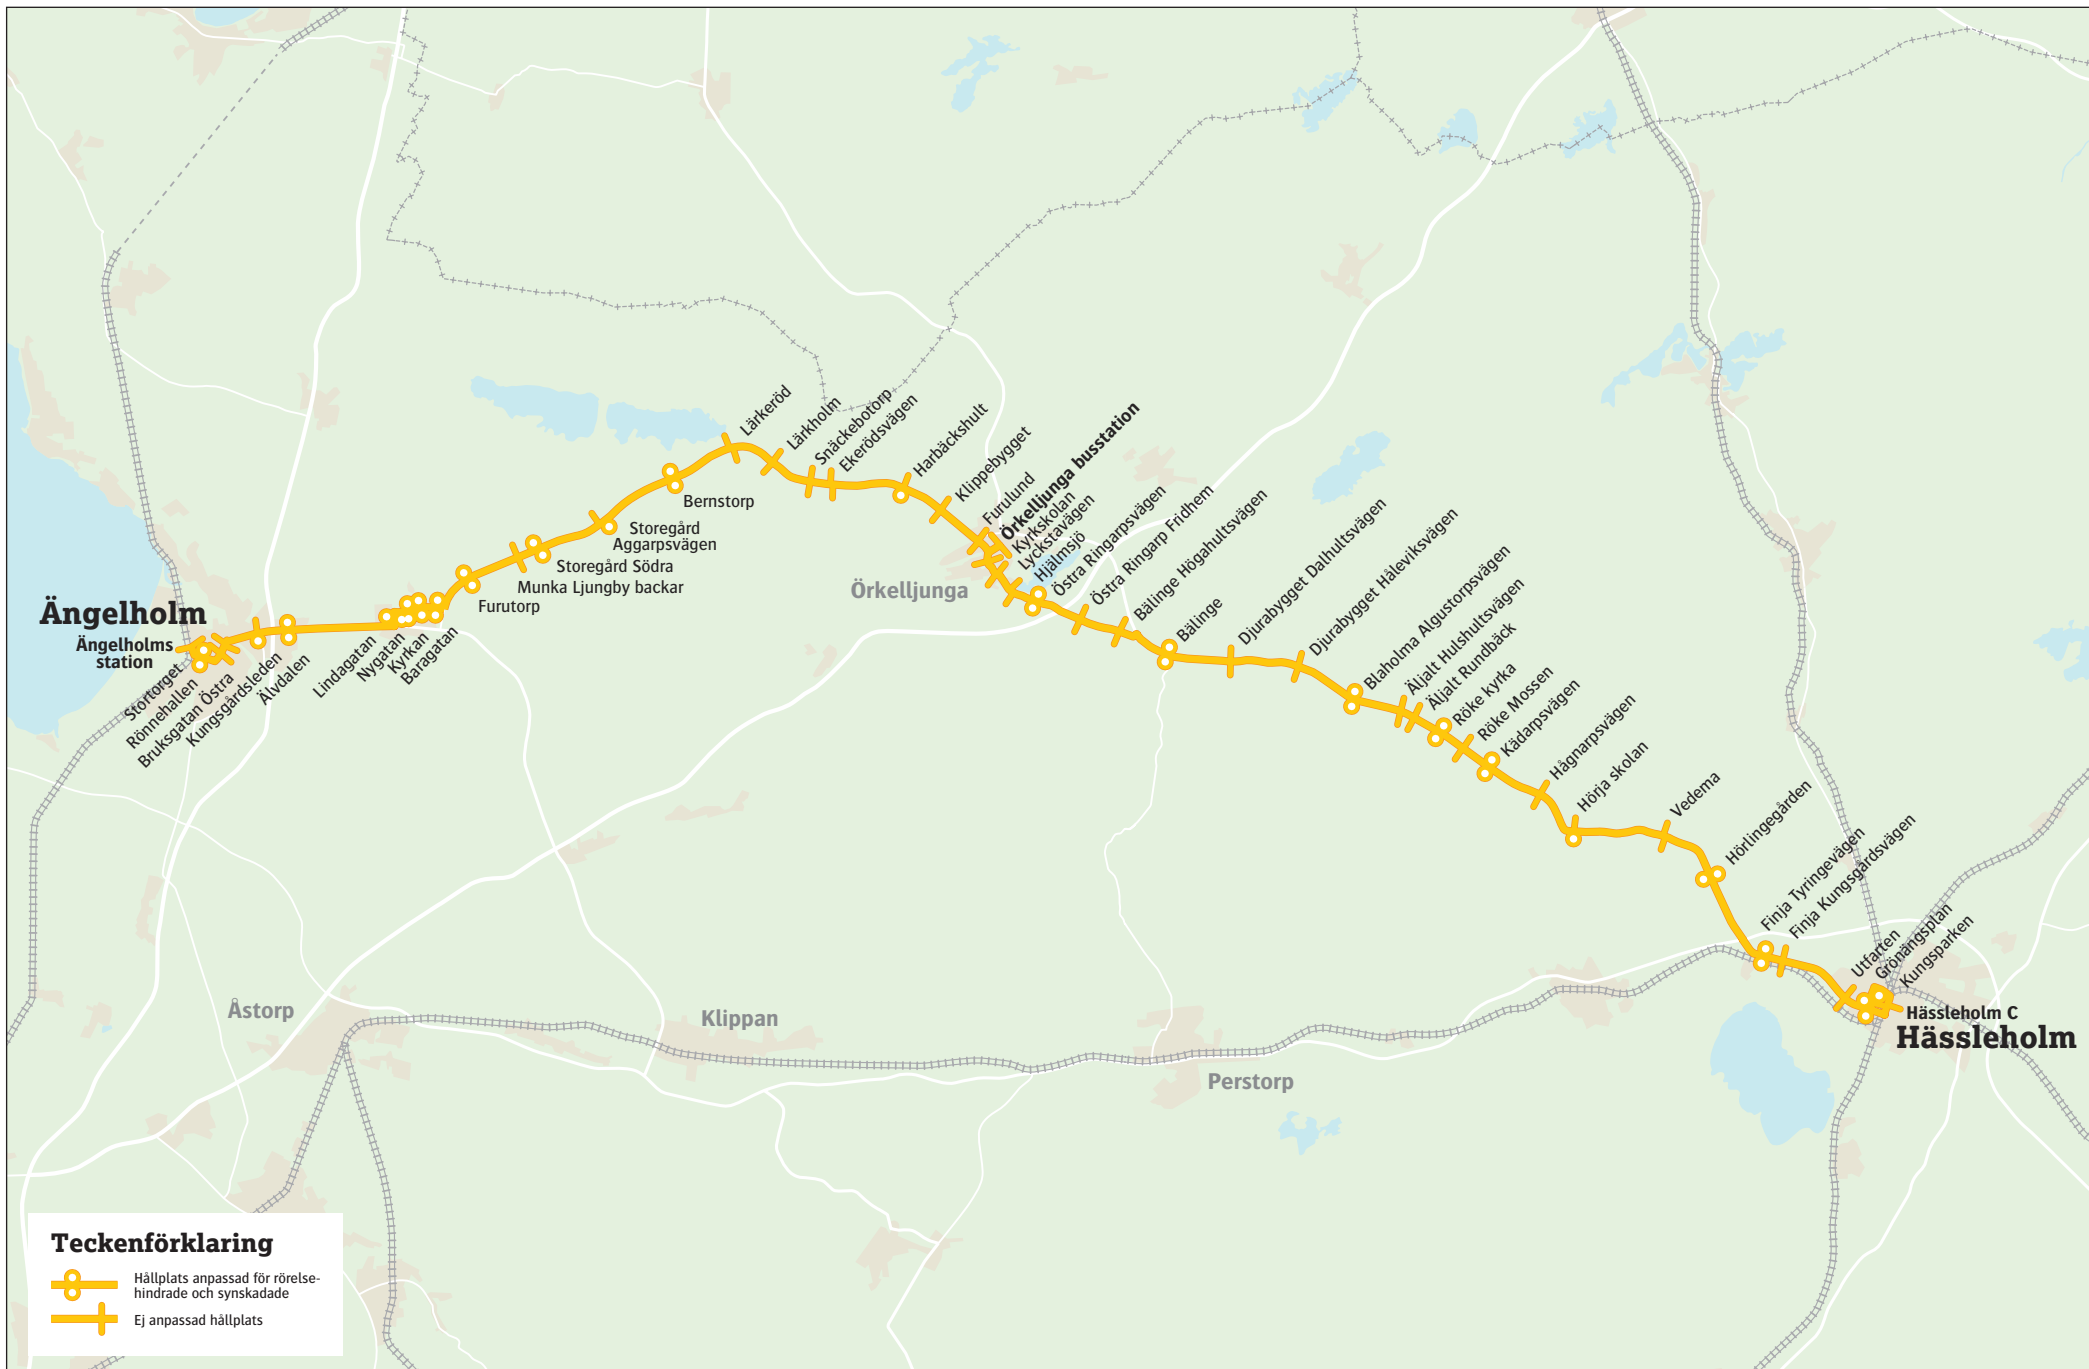 Ängelholm
Ängelholms
station
Stortorget
Rönnehallen
Bruksgatan Östra
Kungsgårdsleden
Älvdalen
Lindagatan
Nygatan
Kyrkan
Baragatan
Furutorp
Munka Ljungby backar
Storegård Södra
Storegård
Aggarpsvägen
Bernstorp
Lärkeröd
Lärkholm
Snäckebotorp
Ekerödsvägen
Harbäckshult
Klippebygget
Furulund
Örkelljunga busstation
Kyrkskolan
Lyckstavägen
Hjälmsjö
Östra Ringarpsvägen
Östra Ringarp Fridhem
Bälinge Högahultsvägen
Bälinge
Djurabygget Dalhultsvägen
Djurabygget Håleviksvägen
Blaholma Algustorpsvägen
Äljalt Hulshultsvägen
Äljalt Rundbäck
Röke kyrka
Röke Mossen
Kädarpsvägen
Hågnarpsvägen
Hörja skolan
Vedema
Hörlingegården
Finja Tyringevägen
Finja Kungsgårdsvägen
Utfarten
Grönängsplan
Kungsparken
Hässleholm C
Hässleholm
Örkelljunga
Åstorp
Klippan
Perstorp
Teckenförklaring
Hållplats anpassad för rörelse-
hindrade och synskadade
Ej anpassad hållplats